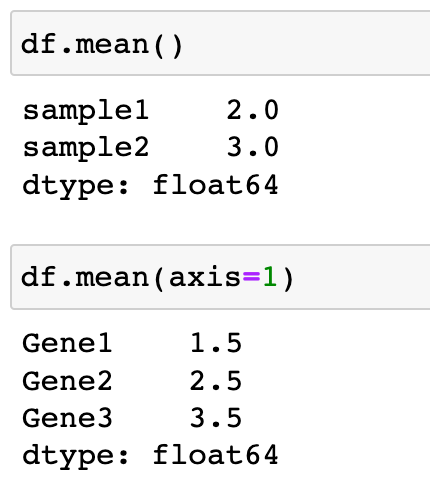 df.mean()
sample1    2.0
sample2    3.0
dtype: float64
df.mean(axis=1)
Gene1    1.5
Gene2    2.5
Gene3    3.5
dtype: float64